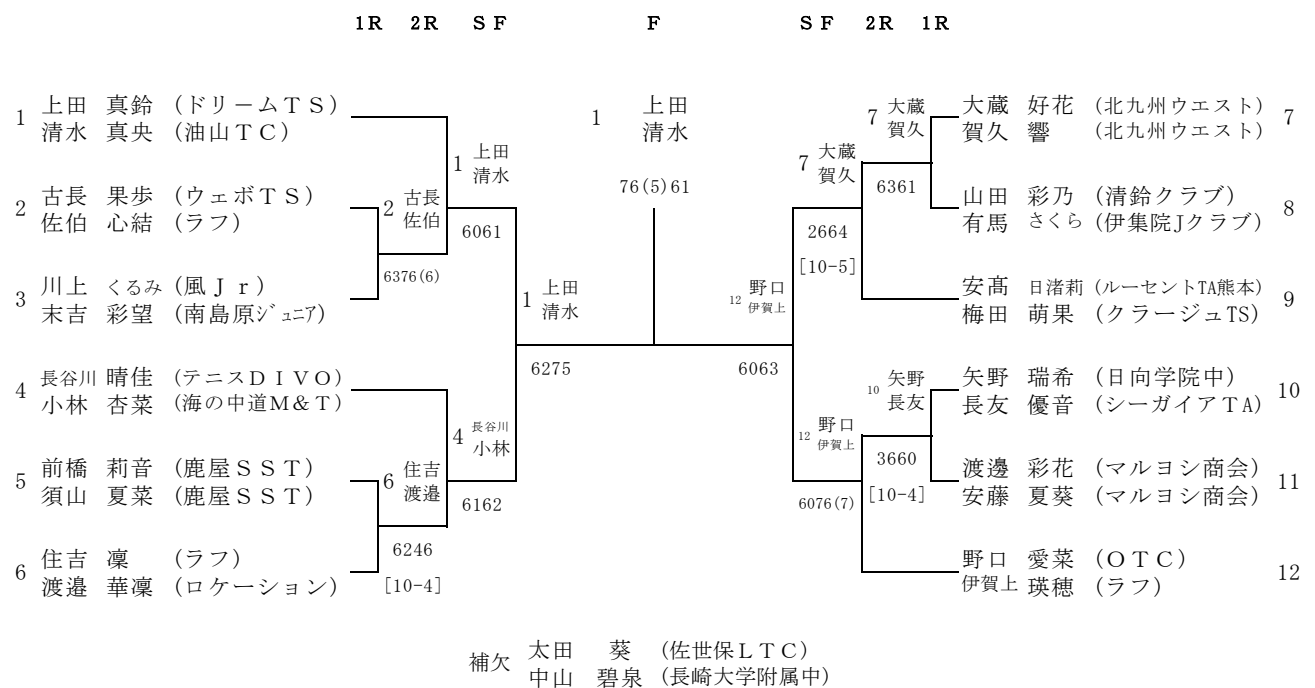 1R 2R SF F SF 2R 1R
1 上田 真鈴 (ドリームTS)
清水 真央 (油山TC)
2 古長 果歩 (ウェボTS)
佐伯 心結 (ラフ)
3 川上 くるみ (風Jr)
末吉 彩望 (南島原ジュニア)
4 長谷川 晴佳 (テニスDIVO)
小林 杏菜 (海の中道M&T)
5 前橋 莉音 (鹿屋SST)
須山 夏菜 (鹿屋SST)
6 住吉 凜 (ラフ)
渡邉 華凜 (ロケーション)
2 古長
佐伯
6376(6)
6 住吉
渡邉
6246
[10-4]
1 上田
清水
6061
4 長谷川
小林
6162
1 上田
清水
6275
1 上田
清水
76(5)61
12 野口
伊賀上
6063
7 大蔵
賀久
2664
[10-5]
12 野口
伊賀上
6076(7)
7 大蔵
賀久
6361
10 矢野
長友
3660
[10-4]
大蔵 好花 (北九州ウエスト) 7
賀久 響 (北九州ウエスト)
山田 彩乃 (清鈴クラブ) 8
有馬 さくら (伊集院Jクラブ)
安髙 日渚莉 (ルーセントTA熊本) 9
梅田 萌果 (クラージュTS)
矢野 瑞希 (日向学院中) 10
長友 優音 (シーガイアTA)
渡邊 彩花 (マルヨシ商会) 11
安藤 夏葵 (マルヨシ商会)
野口 愛菜 (OTC) 12
伊賀上 瑛穂 (ラフ)
補欠 太田 葵 (佐世保LTC)
中山 碧泉 (長崎大学附属中)